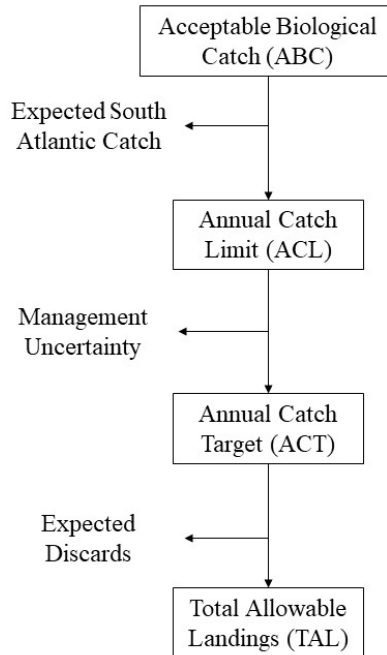 Acceptable Biological
Catch (ABC)
Expected South
Atlantic Catch
Annual Catch
Limit (ACL)
Management
Uncertainty
Annual Catch
Target (ACT)
Expected
Discards
Total Allowable
Landings (TAL)